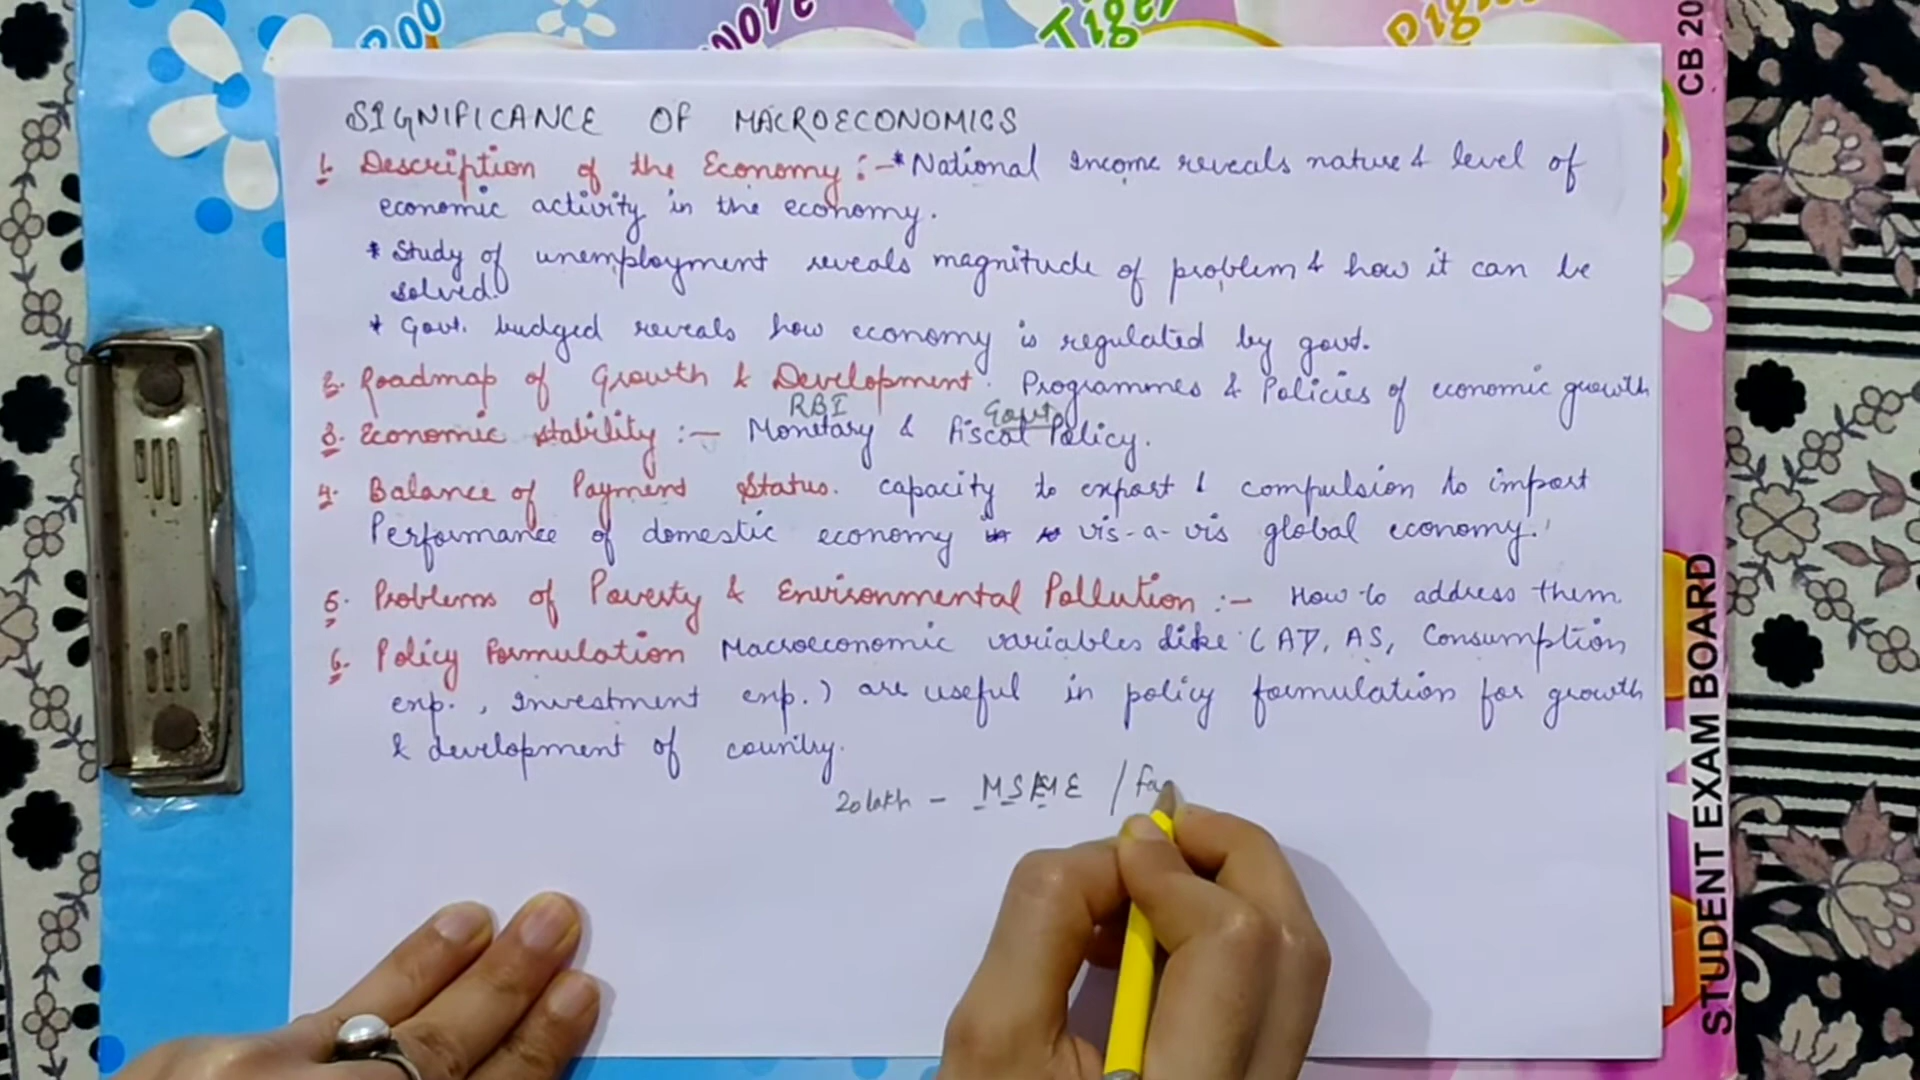 Boo
more
Tiger
CB 20
SIGNIFICANCE OF MACROECONOMICS
1. Description of the Economy :- * National Income reveals nature & level of
economic activity in the economy.
* Study of unemployment reveals magnitude of problem & how it can be
solved.
* Govt. budged reveals how economy is regulated by govt.
2. Roadmap of Growth & Development. Programmes & Policies of economic growth
RBI Govt
3. Economic stability :- Monetary & Fiscal Policy.
4. Balance of Payment Status. capacity to export & compulsion to import
Performance of domestic economy vis-a-vis global economy.
5. Problems of Poverty & Environmental Pollution :- How to address them
6. Policy Formulation Macroeconomic variables like (AD, AS, Consumption
exp., Investment exp.) are useful in policy formulation for growth
& development of country.
20 lakh - MSME / Fa
STUDENT EXAM BOARD